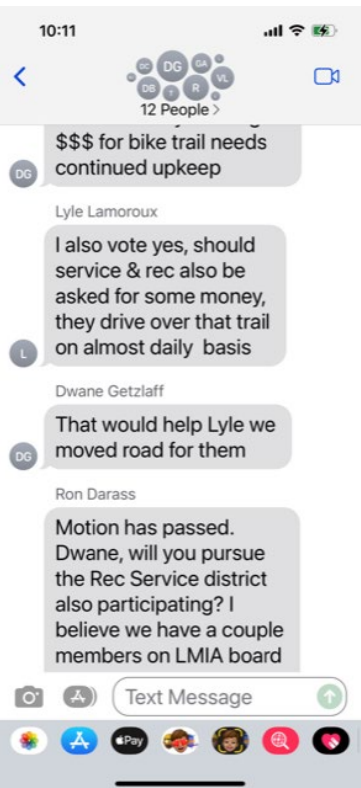 10:11
DC
DG
GA
DB
T
R
VL
12 People >
$$$ for bike trail needs
continued upkeep
DG
Lyle Lamoroux
I also vote yes, should
service & rec also be
asked for some money,
they drive over that trail
on almost daily basis
L
Dwane Getzlaff
That would help Lyle we
moved road for them
DG
Ron Darass
Motion has passed.
Dwane, will you pursue
the Rec Service district
also participating? I
believe we have a couple
members on LMIA board
Text Message
Pay